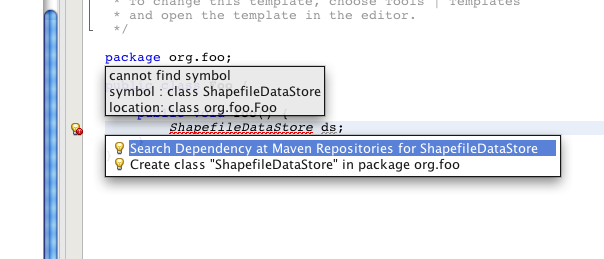 * To change this template, choose Tools | Templates
* and open the template in the editor.
*/
package org.foo;
cannot find symbol
symbol : class ShapefileDataStore
location: class org.foo.Foo
ShapefileDataStore ds;
Search Dependency at Maven Repositories for ShapefileDataStore
Create class "ShapefileDataStore" in package org.foo